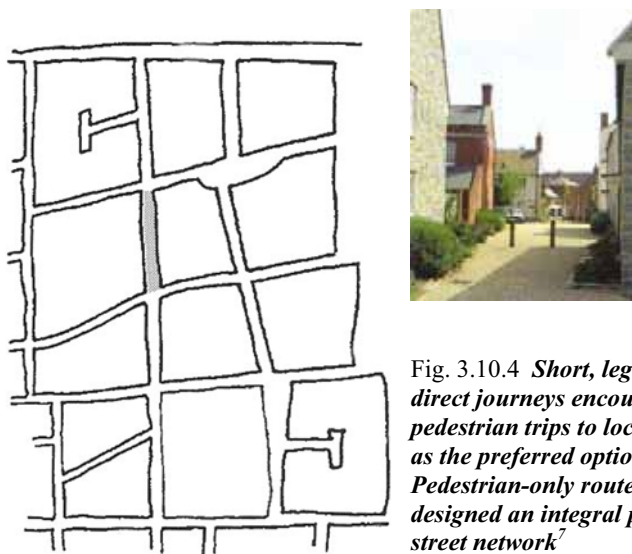 Fig. 3.10.4 Short, leg
direct journeys encou
pedestrian trips to loc
as the preferred optio
Pedestrian-only route
designed an integral p
street network7